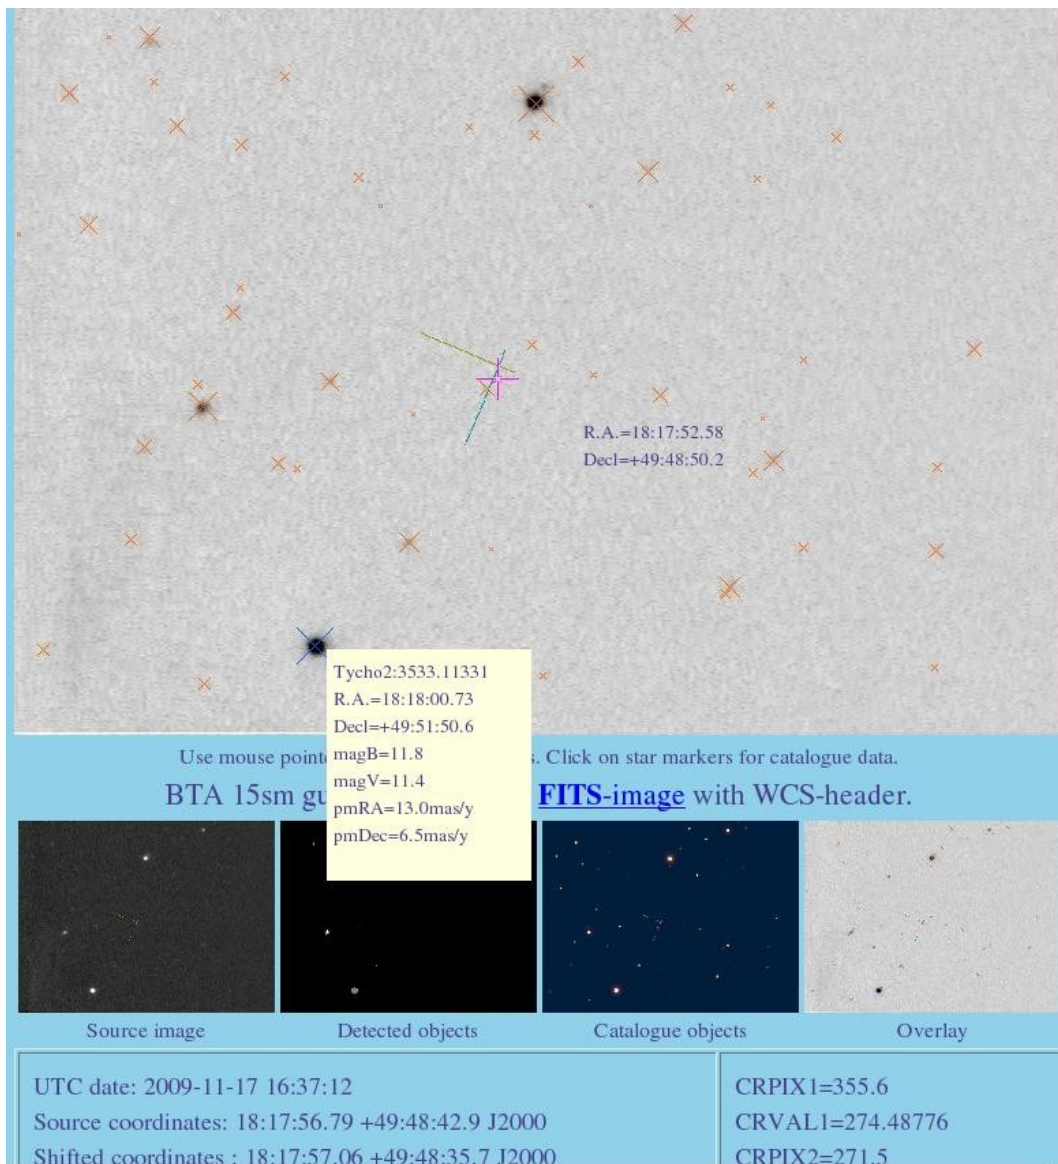 R.A.=18:17:52.58
Decl=+49:48:50.2
Tycho2:3533.11331
R.A.=18:18:00.73
Decl=+49:51:50.6
magB=11.8
magV=11.4
pmRA=13.0mas/y
pmDec=6.5mas/y
Use mouse s. Click on star markers for catalogue data.
BTA 15sm FITS-image with WCS-header.
Source image
Detected objects
Catalogue objects
Overlay
UTC date: 2009-11-17 16:37:12
Source coordinates: 18:17:56.79 +49:48:42.9 J2000
Shifted coordinates : 18:17:57.06 +49:48:35.7 J2000
CRPIX1=355.6
CRVAL1=274.48776
CRPIX2=271.5